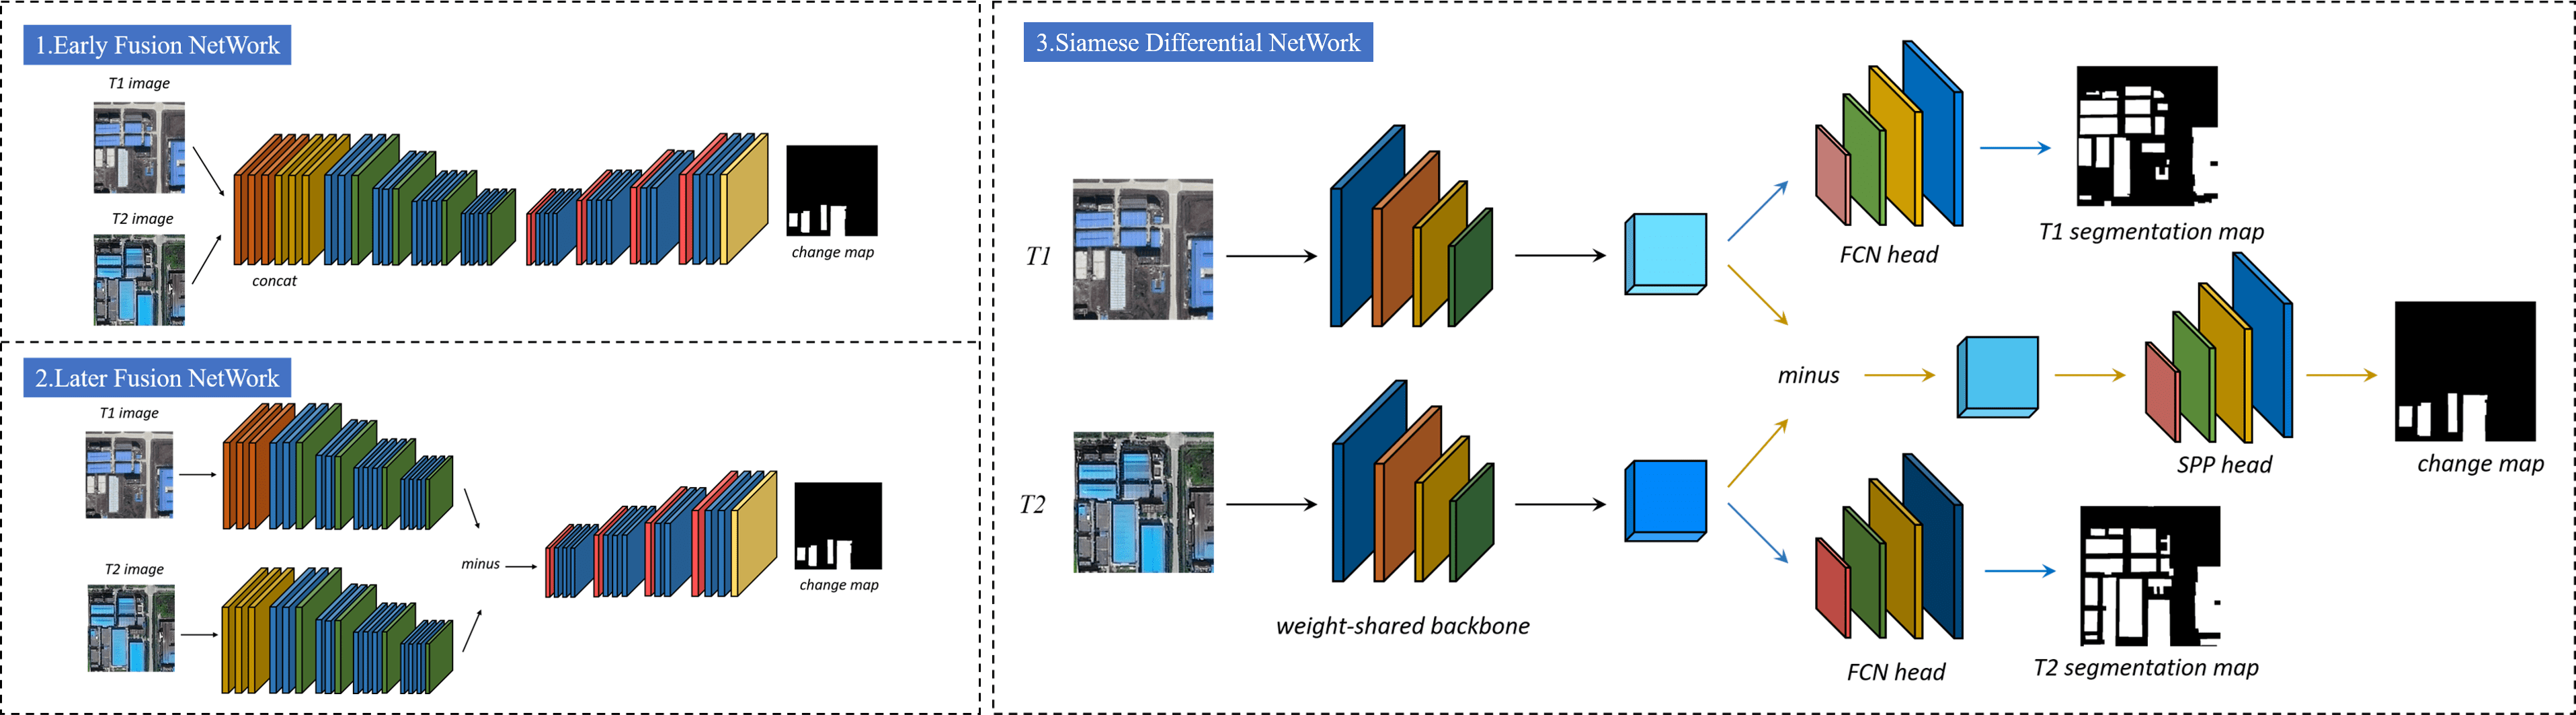 1.Early Fusion NetWork
T1 image
T2 image
concat
change map
2.Later Fusion NetWork
T1 image
T2 image
minus
change map
3.Siamese Differential NetWork
T1
T2
weight-shared backbone
FCN head
T1 segmentation map
minus
SPP head
change map
FCN head
T2 segmentation map